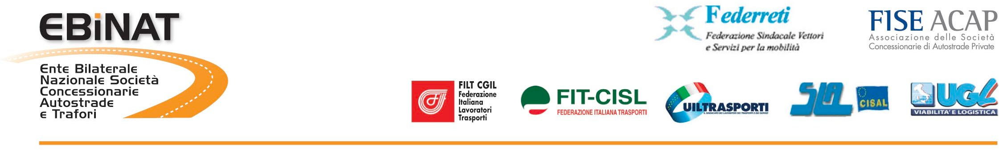 EBiNAT
Ente Bilaterale
Nazionale Società
Concessionarie
Autostrade
e Trafori
Federreti
Federazione Sindacale Vettori
e Servizi per la mobilità
FISE ACAP
Associazione delle Società
Concessionarie di Autostrade Private
FILT CGIL
Federazione
Italiana
Lavoratori
Trasporti
FIT-CISL
FEDERAZIONE ITALIANA TRASPORTI
UILTRASPORTI
IL SINDACATO DEI LAVORATORI DEI TRASPORTI E DEI SERVIZI
SLA
CISAL
UGL
VIABILITA' E LOGISTICA